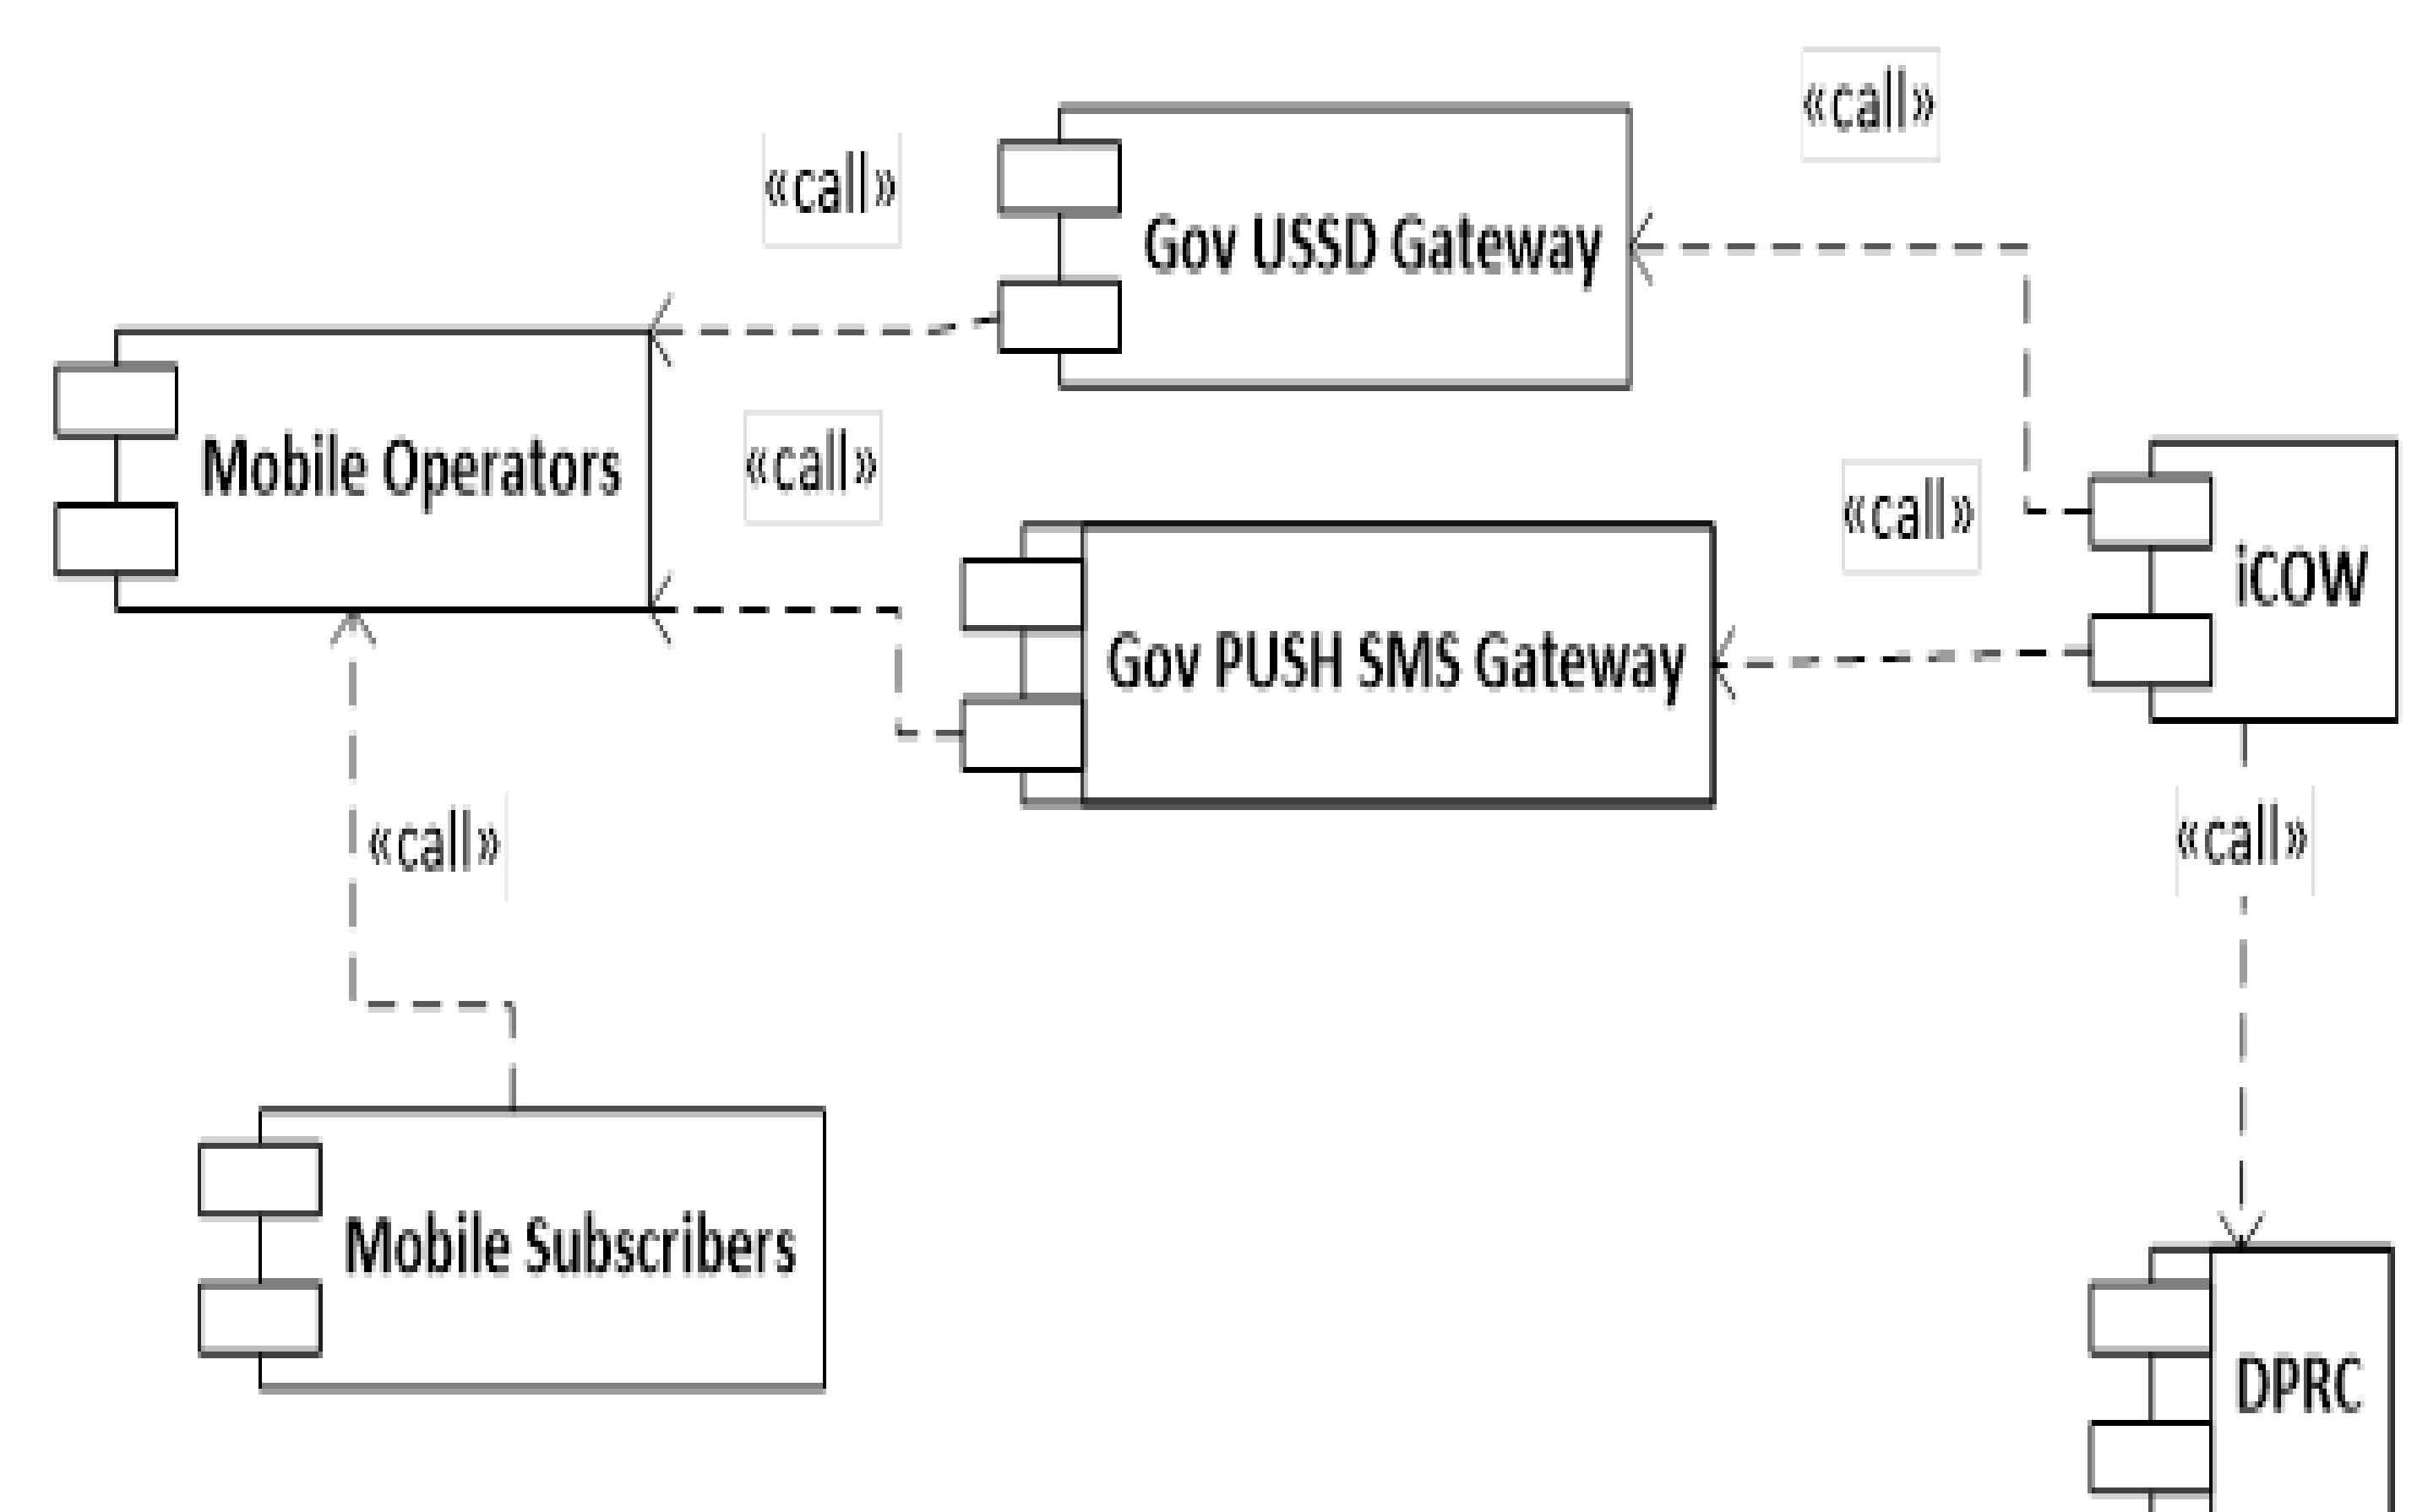 «call»
«call»
Gov USSD Gateway
Mobile Operators
«call»
«call»
iCOW
Gov PUSH SMS Gateway
«call»
«call»
Mobile Subscribers
DPRC